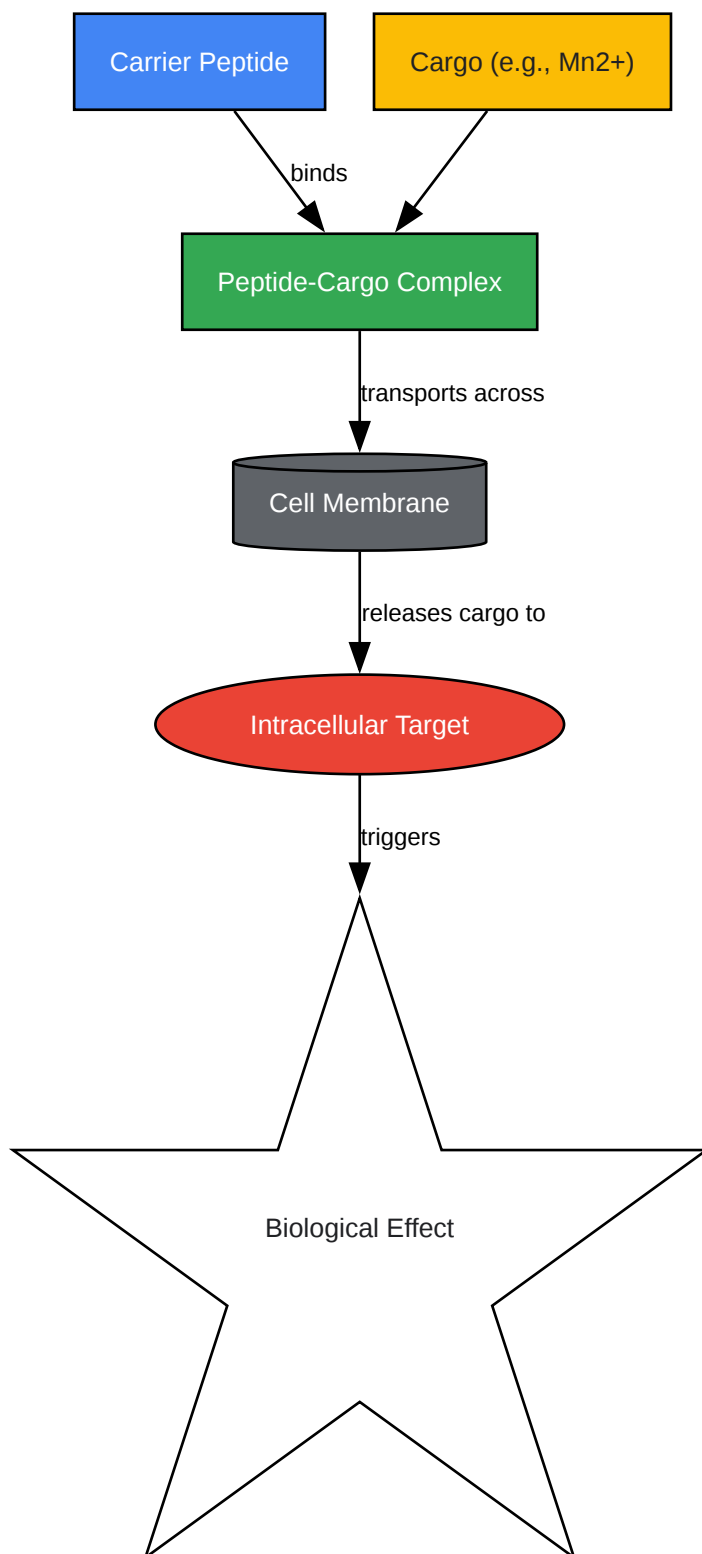 Carrier Peptide
Cargo (e.g., Mn2+)
binds
Peptide-Cargo Complex
transports across
Cell Membrane
releases cargo to
Intracellular Target
triggers
Biological Effect